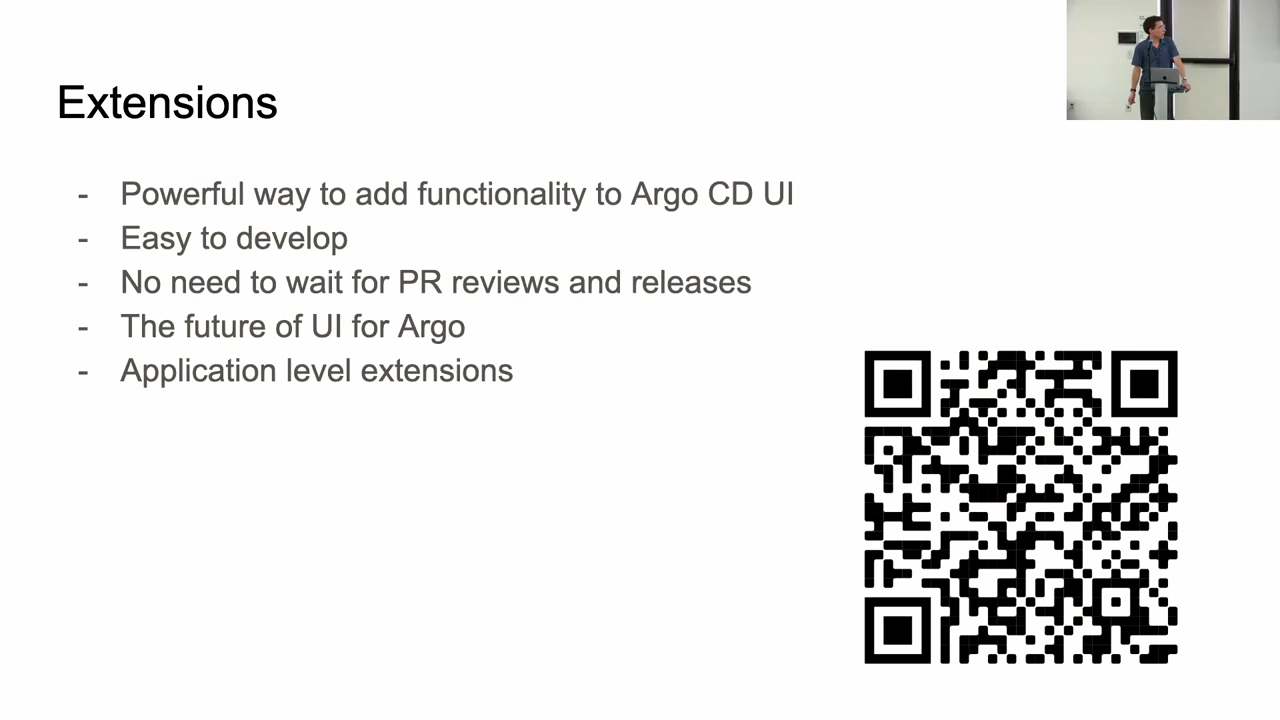 Extensions
- Powerful way to add functionality to Argo CD UI
- Easy to develop
- No need to wait for PR reviews and releases
- The future of UI for Argo
- Application level extensions